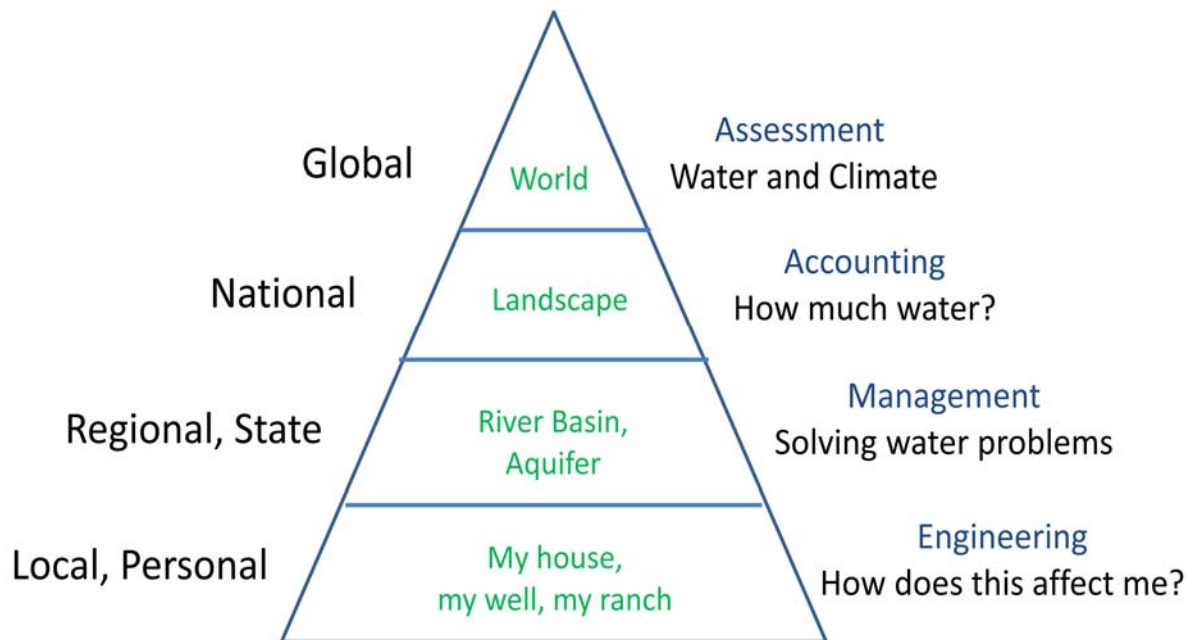 Global
World
Assessment
Water and Climate
National
Landscape
Accounting
How much water?
Regional, State
River Basin,
Aquifer
Management
Solving water problems
Local, Personal
My house,
my well, my ranch
Engineering
How does this affect me?